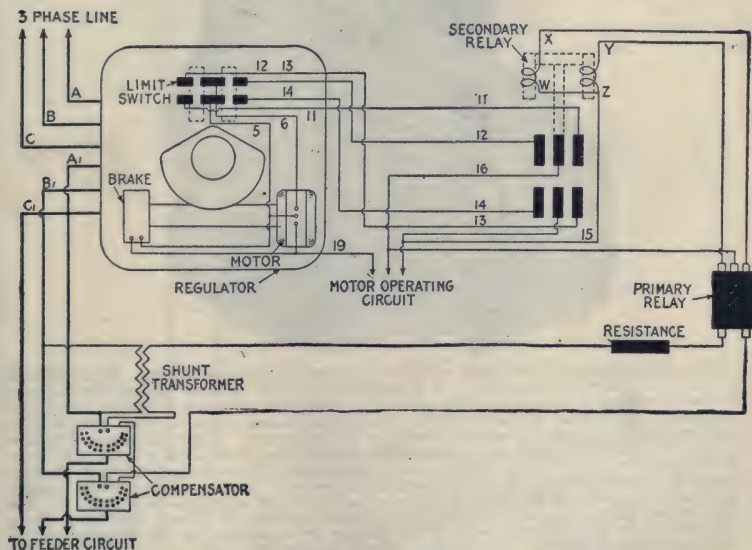 3 PHASE LINE
A
B
C
A1
B1
C1
LIMIT
SWITCH
12 13
14
11
5
6
BRAKE
MOTOR
REGULATOR
19
SECONDARY
RELAY
X
Y
W
Z
11
12
16
14
13
15
MOTOR OPERATING
CIRCUIT
PRIMARY
RELAY
RESISTANCE
SHUNT
TRANSFORMER
COMPENSATOR
TO FEEDER CIRCUIT